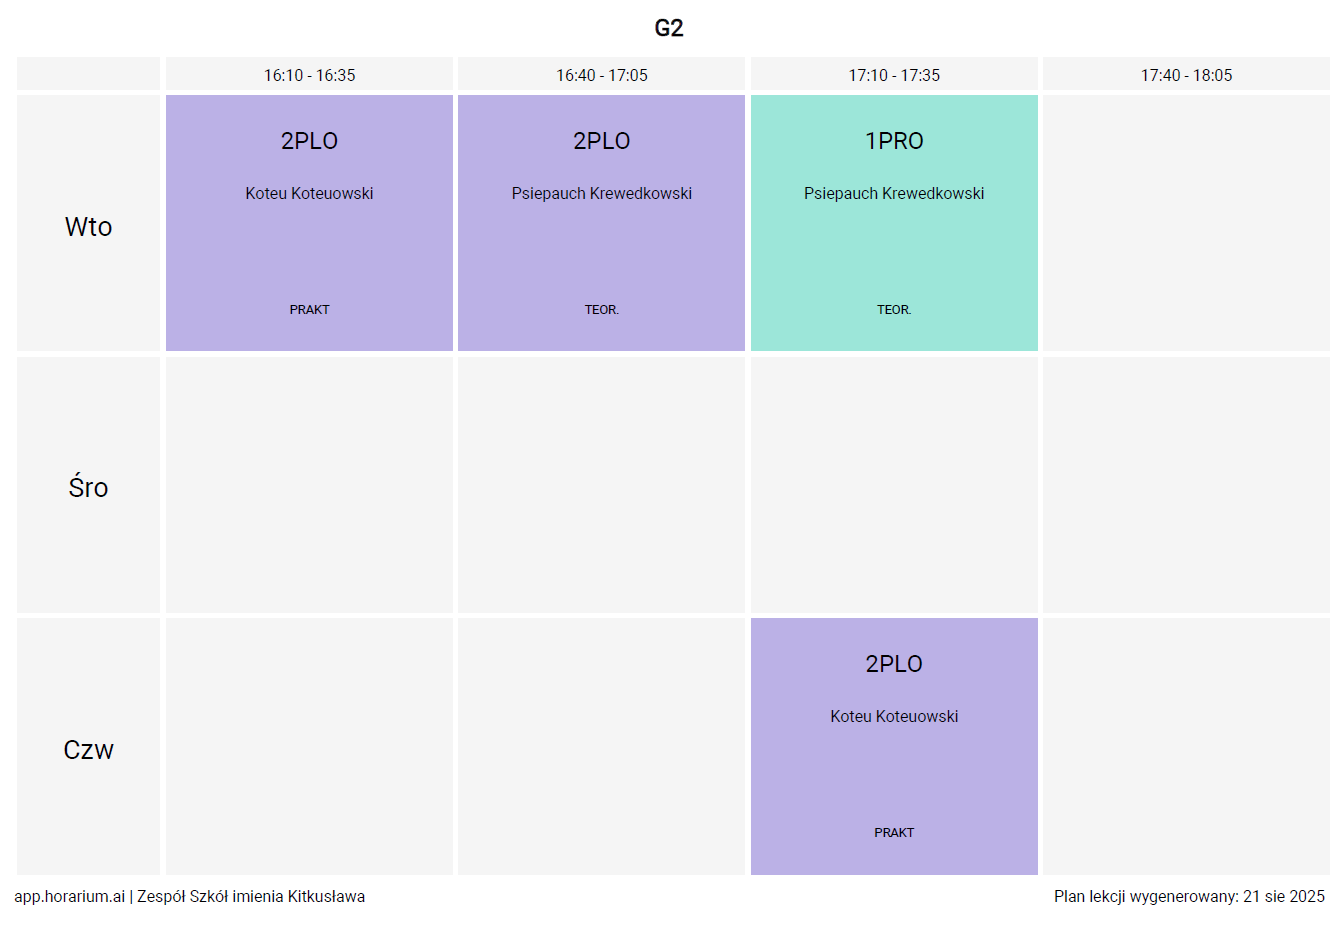 G2
16:10 - 16:35 16:40 - 17:05 17:10 - 17:35 17:40 - 18:05
Wto
2PLO 2PLO 1PRO
Koteu Koteuowski Psiepauch Krewedkowski Psiepauch Krewedkowski
PRAKT TEOR. TEOR.
Śro
Czw
2PLO
Koteu Koteuowski
PRAKT
app.horarium.ai | Zespół Szkół imienia Kitkusława Plan lekcji wygenerowany: 21 sie 2025